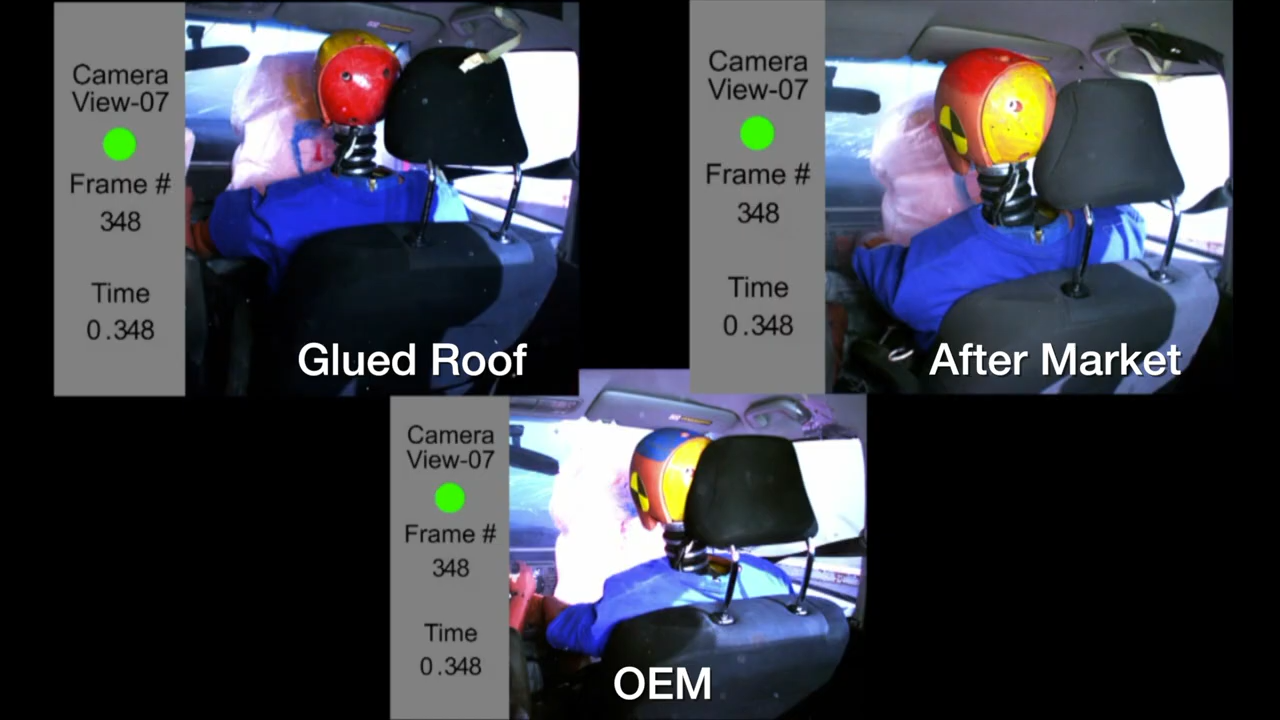 Camera
View-07
Frame #
348
Time
0.348
Glued Roof
Camera
View-07
Frame #
348
Time
0.348
After Market
Camera
View-07
Frame #
348
Time
0.348
OEM